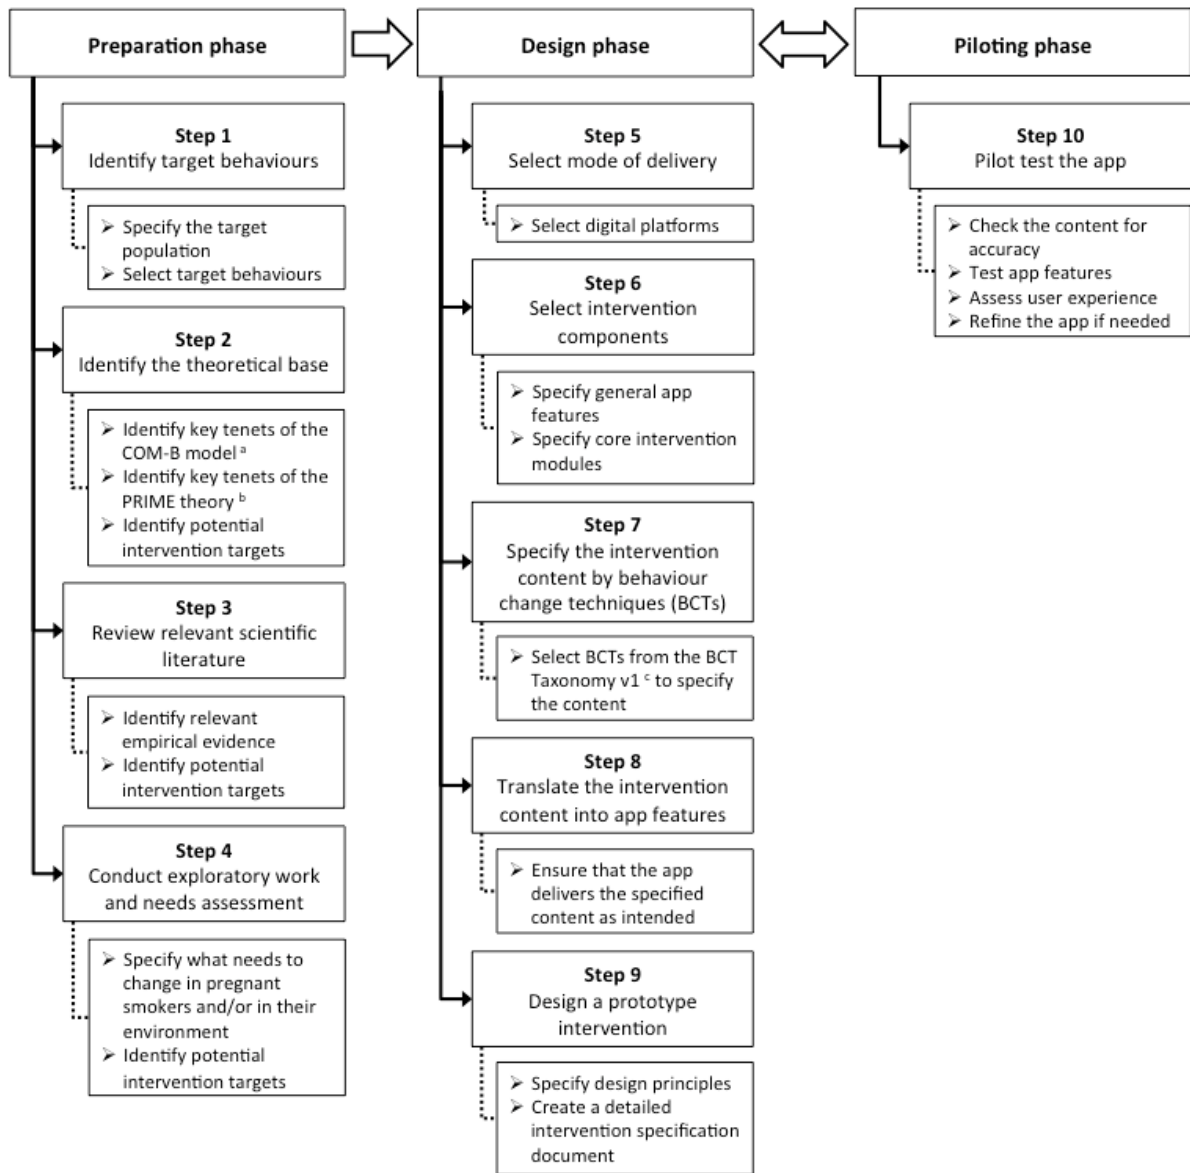 Preparation phase
Step 1
Identify target behaviours
➢ Specify the target
population
➢ Select target behaviours
Step 2
Identify the theoretical base
➢ Identify key tenets of the
COM-B model ᵃ
➢ Identify key tenets of the
PRIME theory ᵇ
➢ Identify potential
intervention targets
Step 3
Review relevant scientific
literature
➢ Identify relevant
empirical evidence
➢ Identify potential
intervention targets
Step 4
Conduct exploratory work
and needs assessment
➢ Specify what needs to
change in pregnant
smokers and/or in their
environment
➢ Identify potential
intervention targets
Design phase
Step 5
Select mode of delivery
➢ Select digital platforms
Step 6
Select intervention
components
➢ Specify general app
features
➢ Specify core intervention
modules
Step 7
Specify the intervention
content by behaviour
change techniques (BCTs)
➢ Select BCTs from the BCT
Taxonomy v1 ᶜ to specify
the content
Step 8
Translate the intervention
content into app features
➢ Ensure that the app
delivers the specified
content as intended
Step 9
Design a prototype
intervention
➢ Specify design principles
➢ Create a detailed
intervention specification
document
Piloting phase
Step 10
Pilot test the app
➢ Check the content for
accuracy
➢ Test app features
➢ Assess user experience
➢ Refine the app if needed